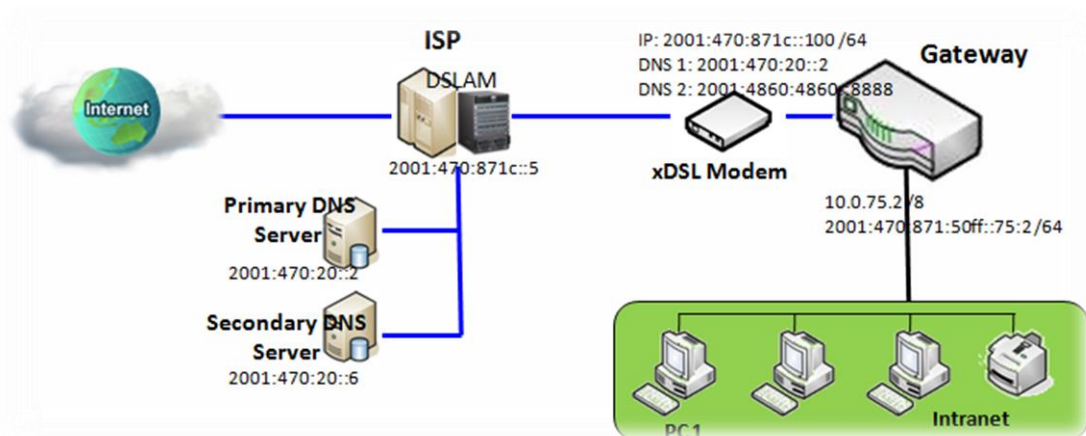 ISP
IP: 2001:470:871c::100 /64
DNS 1: 2001:470:20::2
DNS 2: 2001:4860:4860::8888
Gateway
DSLAM
Internet
2001:470:871c::5
xDSL Modem
Primary DNS
Server
2001:470:20::2
10.0.75.2 /8
2001:470:871:50ff::75:2 /64
Secondary DNS
Server
2001:470:20::6
PC1
Intranet